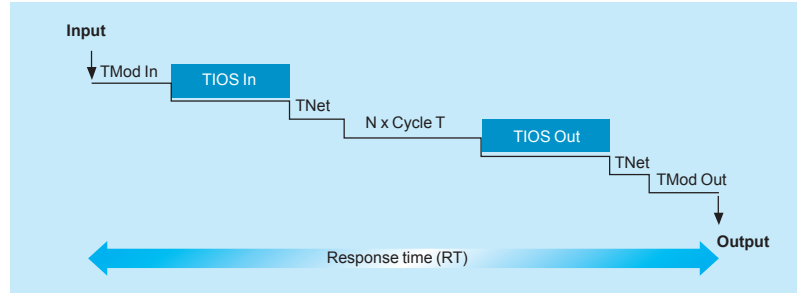 Input
TMod In
TIOS In
TNet
N x Cycle T
TIOS Out
TNet
TMod Out
Output
Response time (RT)